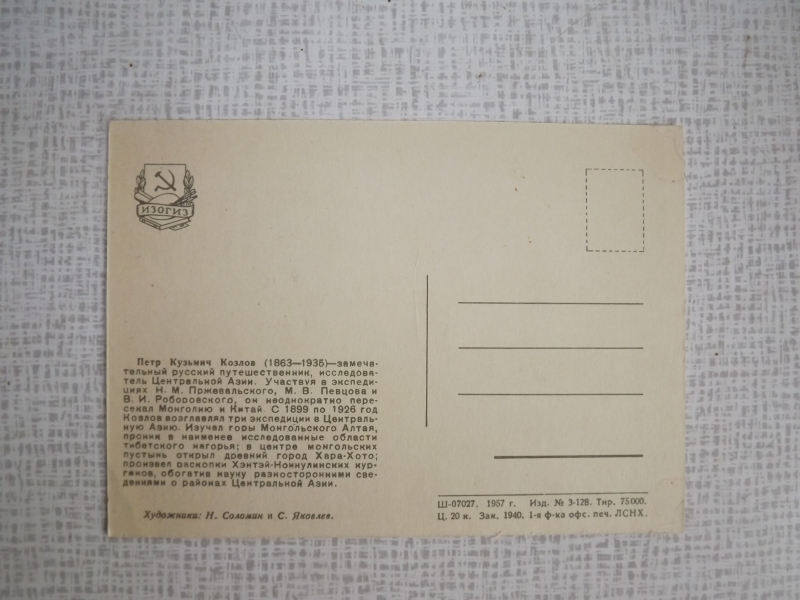 ИЗОГИЗ
Петр Кузьмич Козлов (1863—1935)—замеча-
тельный русский путешественник, исследова-
тель Центральной Азии. Участвуя в экспеди-
циях Н. М. Пржевальского, М. В. Певцова и
В. И. Роборовского, он неоднократно пере-
секал Монголию и Китай. С 1899 по 1926 год
Козлов возглавлял три экспедиции в Централь-
ную Азию. Изучал горы Монгольского Алтая,
проник в наименее исследованные области
тибетского нагорья; в центре монгольских
пустынь открыл древний город Хара-Хото;
произвел раскопки Хэнтэй-Ноинулинских кур-
ганов, обогатив науку разносторонними све-
дениями о районах Центральной Азии.
Художники: Н. Соломин и С. Яковлев.
Ш-07027. 1957 г. Изд. № 3-128. Тир. 75000.
Ц. 20 к. Зак. 1940. 1-я ф-ка офс. печ. ЛСНХ.